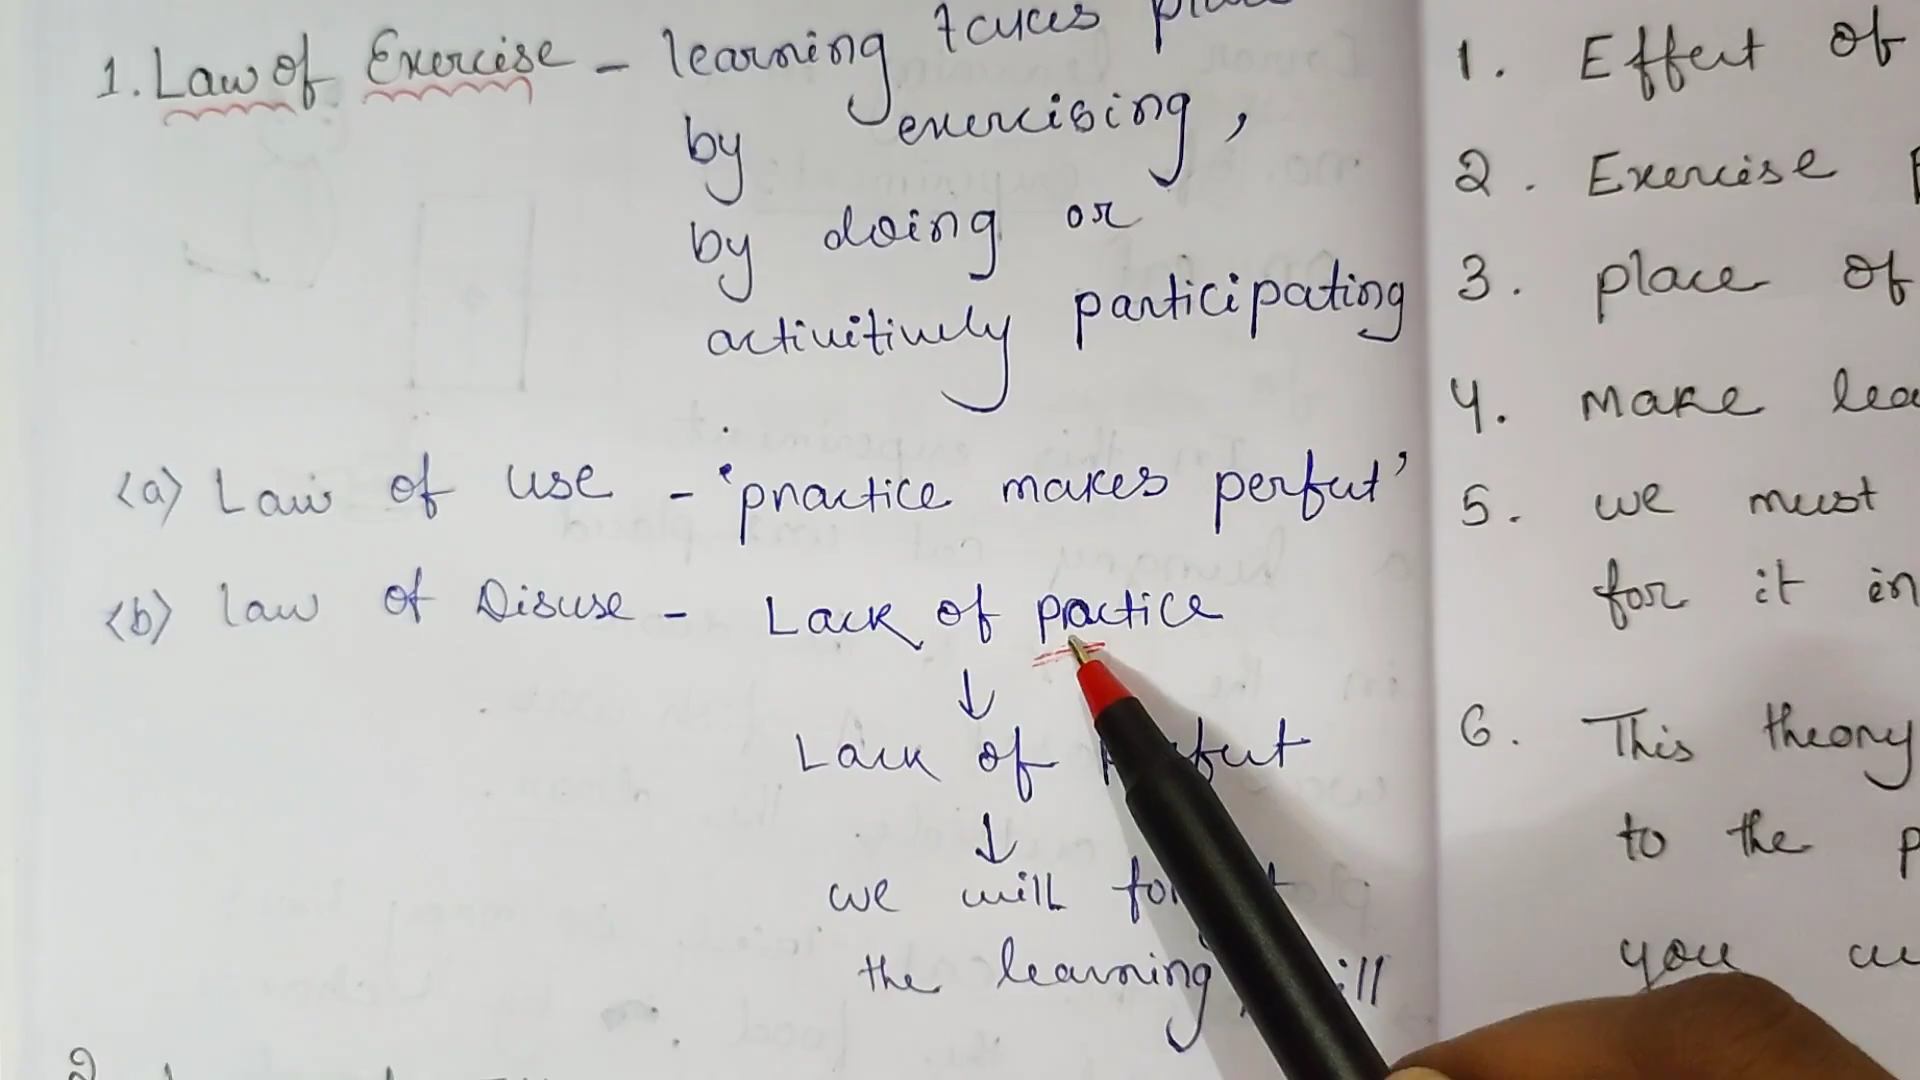 1. Law of Exercise - learning takes place
by exercising,
by doing or
activitively participating
(a) Law of use - 'practice makes perfect'
(b) law of Disuse - Lack of practice
↓
Lack of
↓
we will
the learning
1. Effect of
2. Exercise
3. place of
4. Make
5. we must
for it in
6. This theory
to the
you